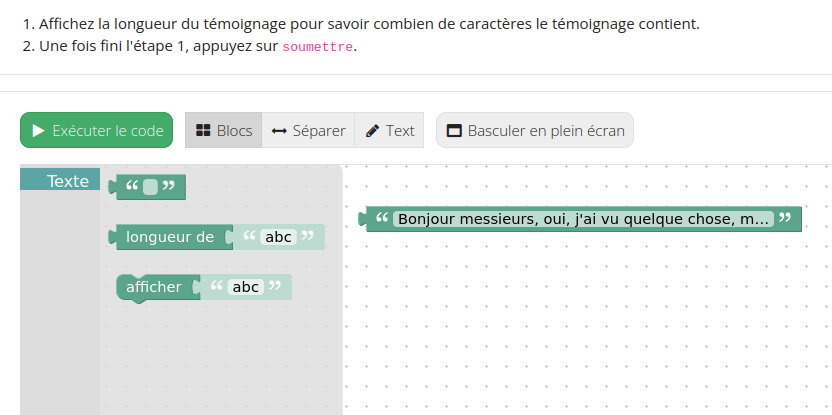 1. Affichez la longueur du témoignage pour savoir combien de caractères le témoignage contient.
2. Une fois fini l'étape 1, appuyez sur soumettre.
Exécuter le code
Blocs
Séparer
Text
Basculer en plein écran
Texte
“ ”
longueur de “ abc ”
afficher “ abc ”
“ Bonjour messieurs, oui, j'ai vu quelque chose, m... ”